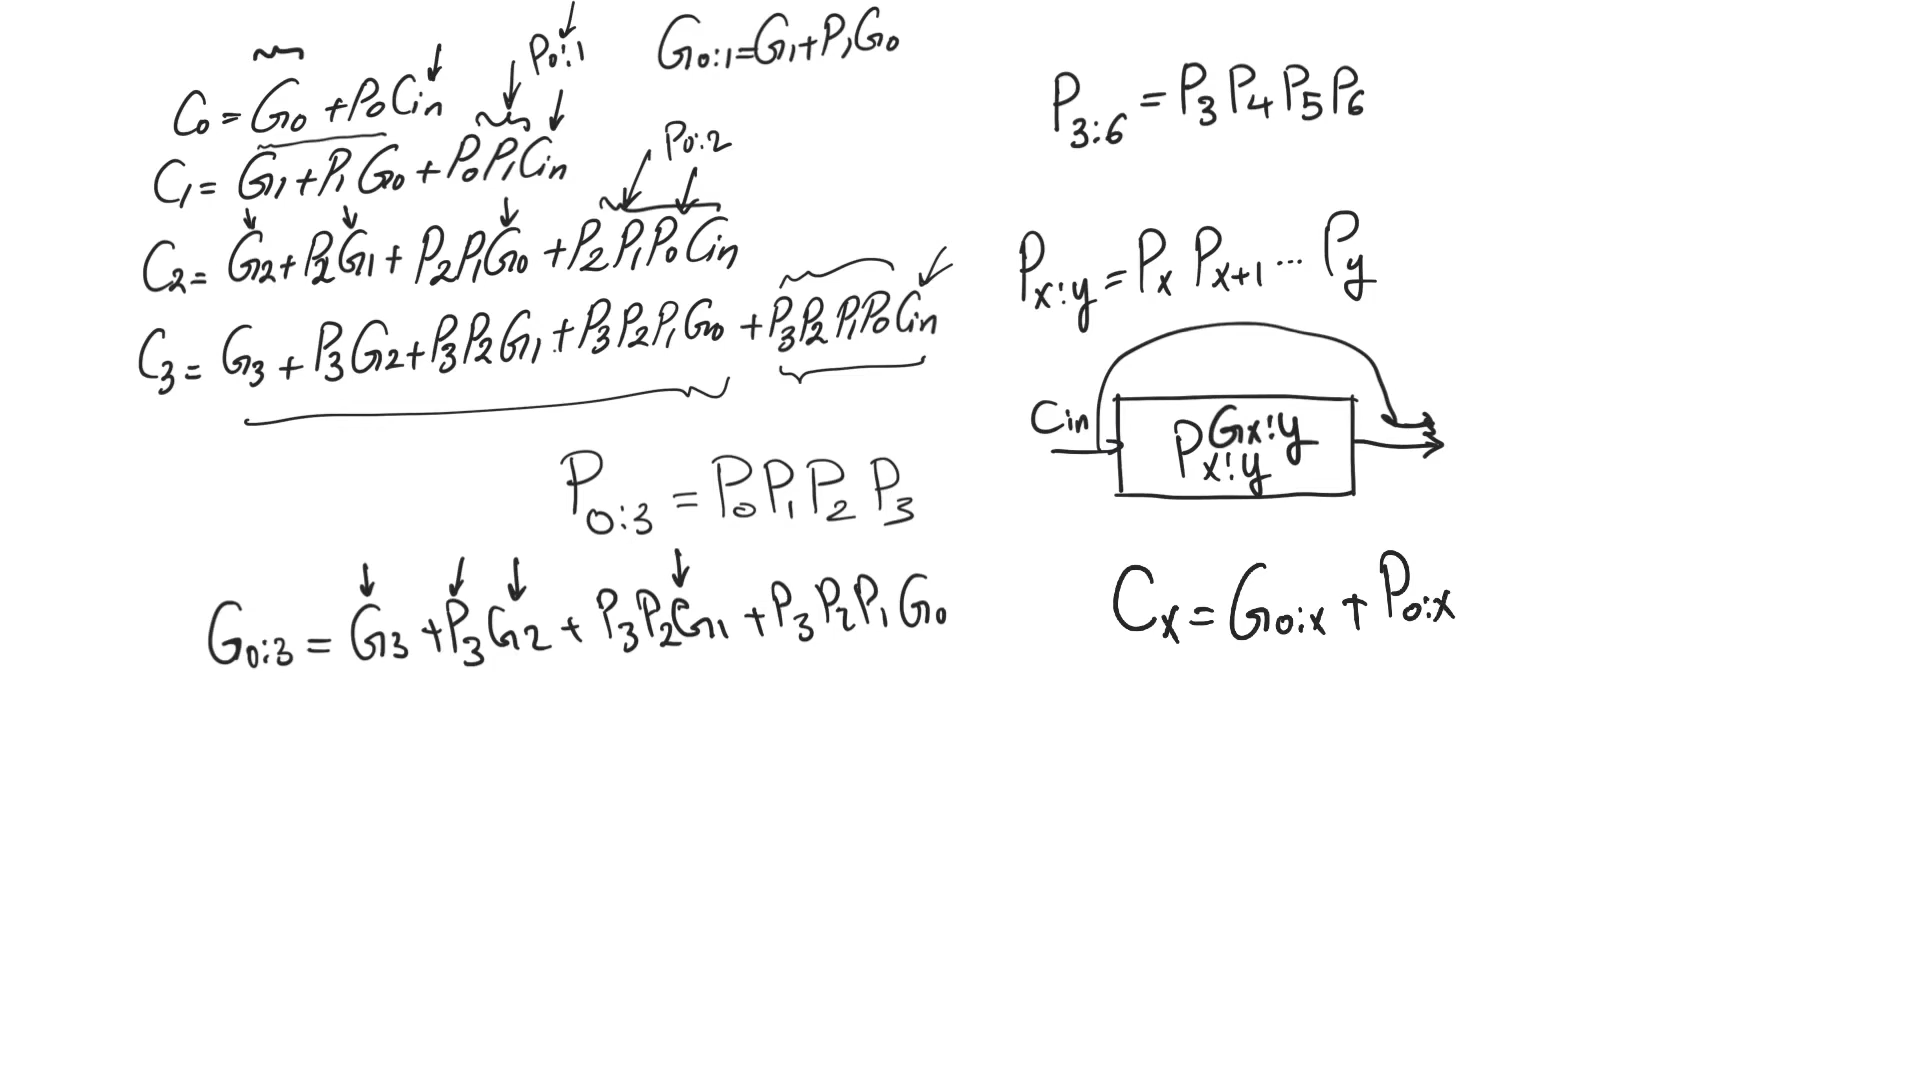 P₀:₁
G₀:₁=G₁+P₁G₀
C₀ = G₀ + P₀Cin
C₁ = G₁+P₁G₀ + P₀P₁Cin
P₀:₂
C₂ = G₂+P₂G₁ + P₂P₁G₀ + P₂P₁P₀Cin
C₃ = G₃ + P₃G₂+P₃P₂G₁ + P₃P₂P₁G₀ + P₃P₂P₁P₀Cin
P₀:₃ = P₀P₁P₂P₃
G₀:₃ = G₃ + P₃G₂ + P₃P₂G₁ + P₃P₂P₁G₀
P₃:₆ = P₃P₄P₅P₆
Px:y = Px Px+1 ... Py
Cin
Gx:y
Px:y
Cx = G₀:x + P₀:x